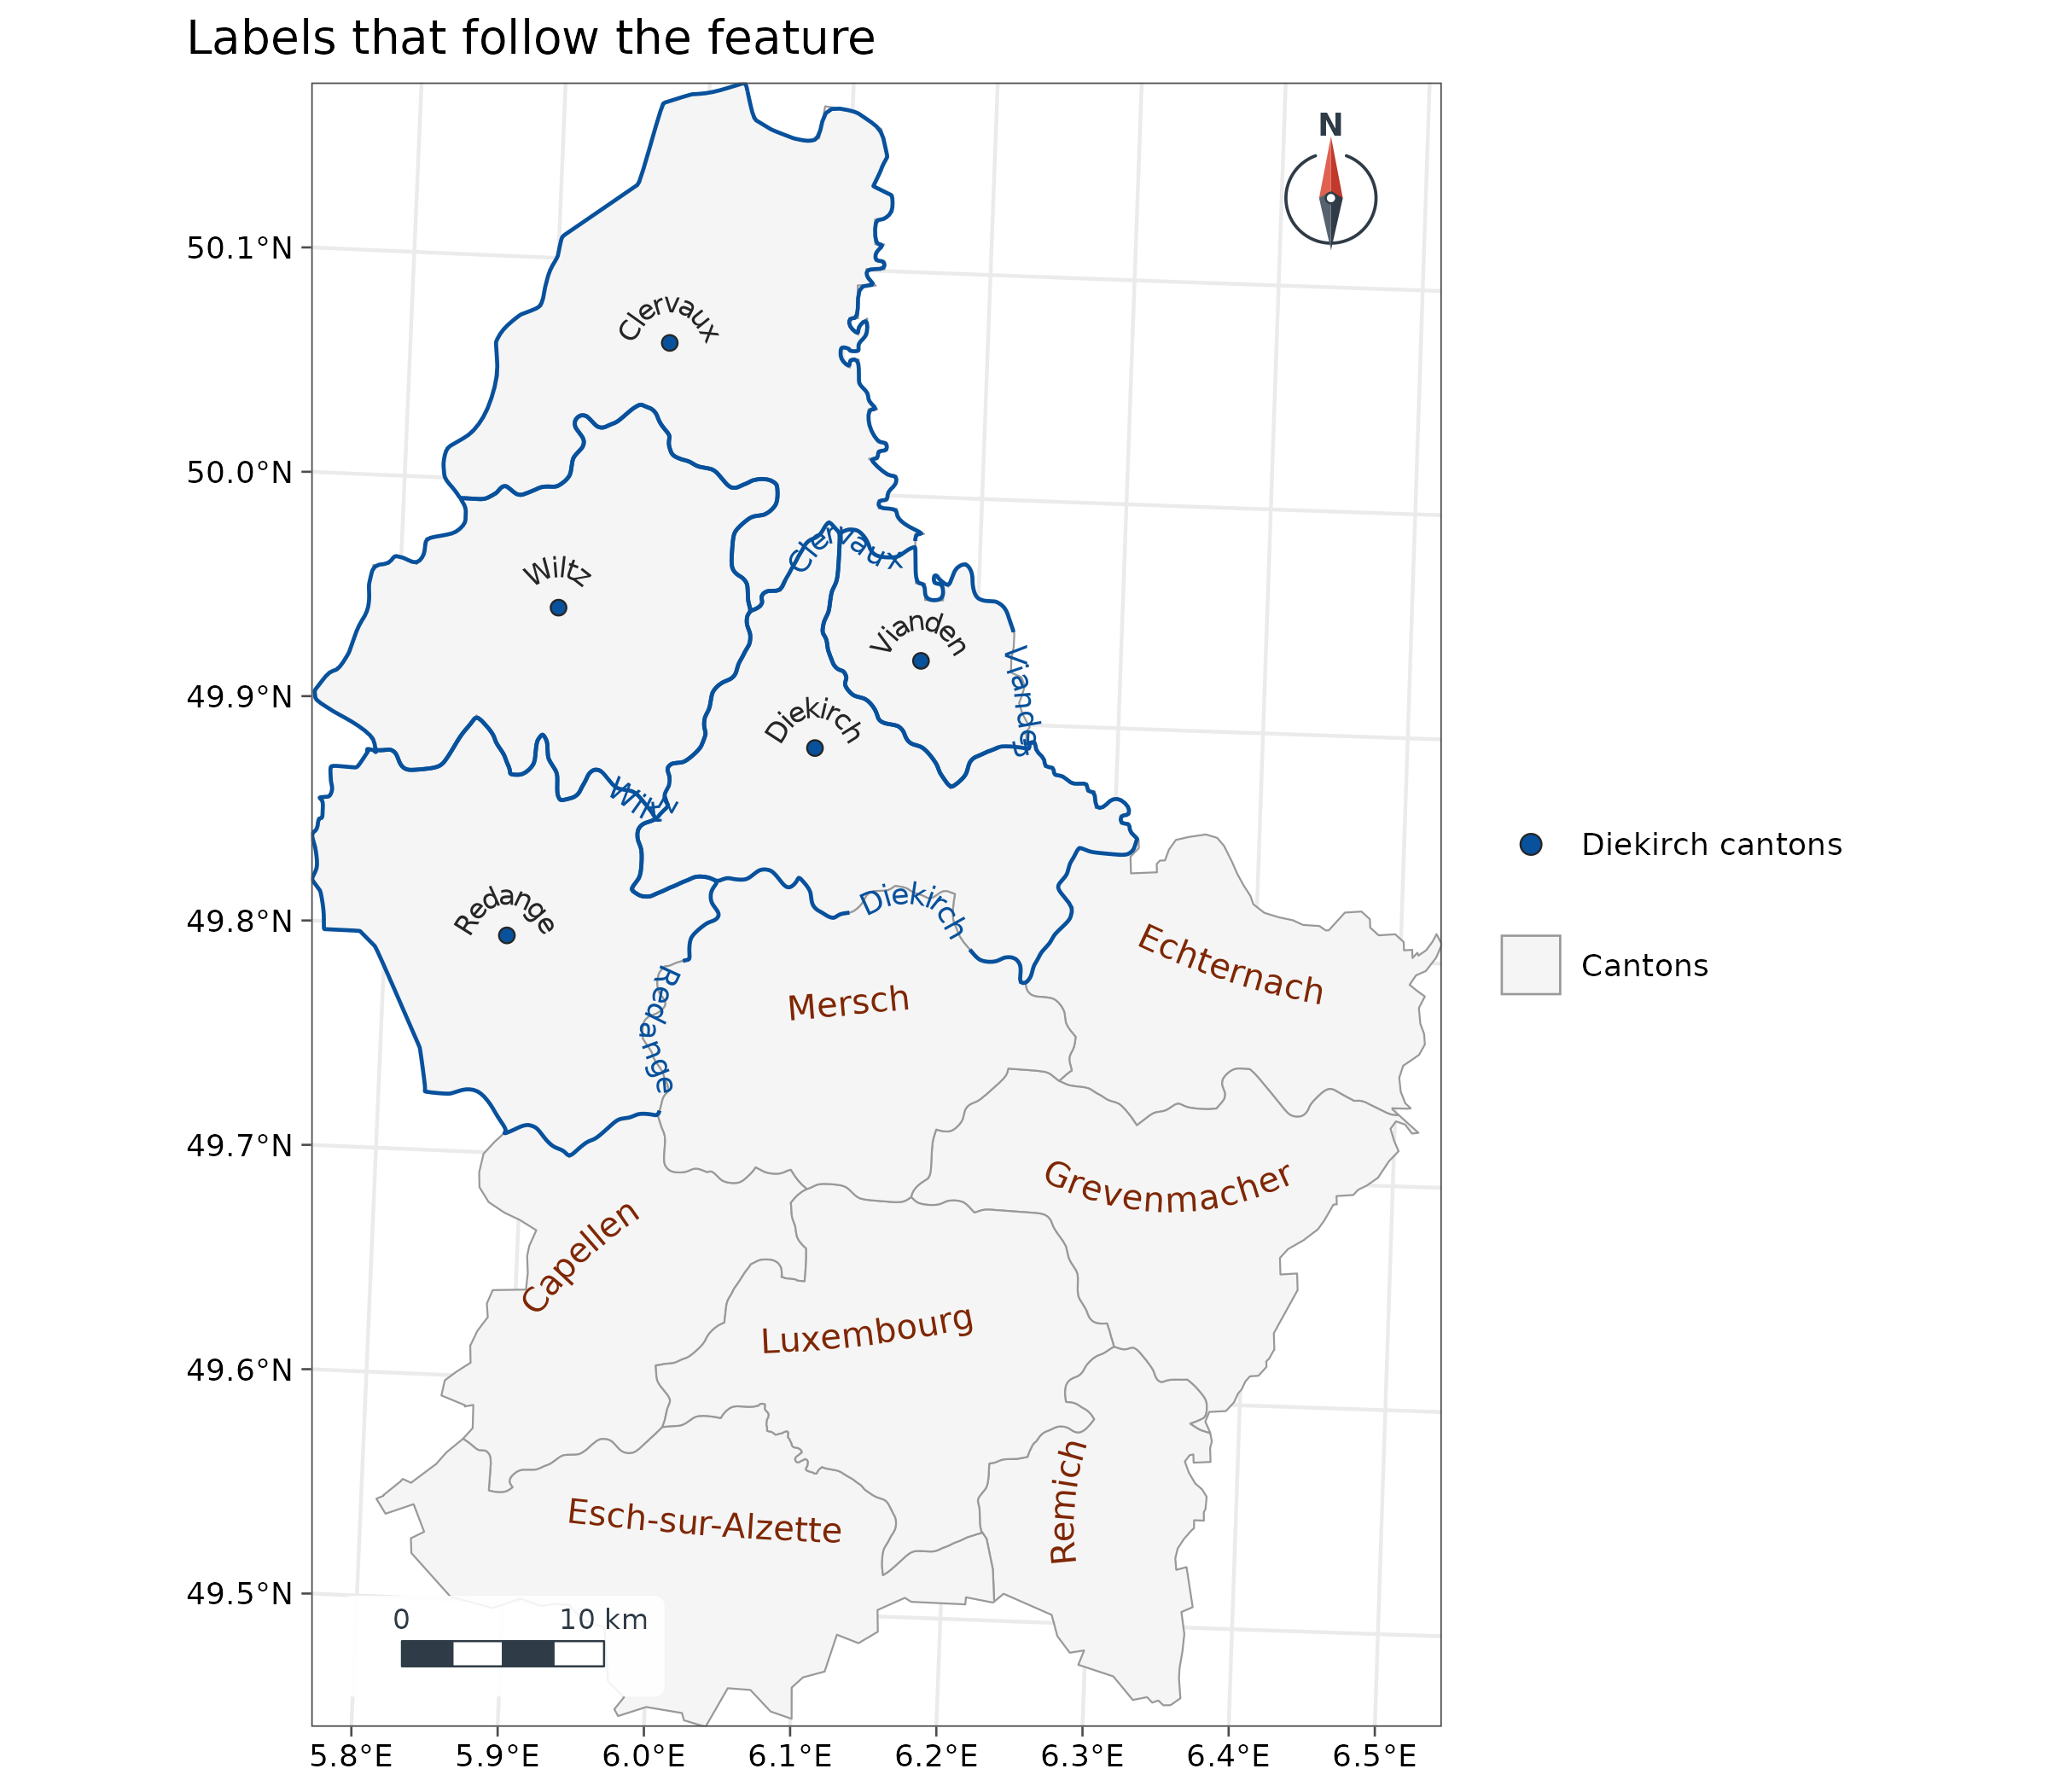 Labels that follow the feature
N
50.1°N
50.0°N
49.9°N
49.8°N
49.7°N
49.6°N
49.5°N
Clervaux
Clervaux
Wiltz
Vianden
Vianden
Diekirch
Wiltz
Redange
Diekirch
Echternach
Redange
Mersch
Grevenmacher
Capellen
Luxembourg
Remich
Esch-sur-Alzette
0 10 km
5.8°E 5.9°E 6.0°E 6.1°E 6.2°E 6.3°E 6.4°E 6.5°E
Diekirch cantons
Cantons